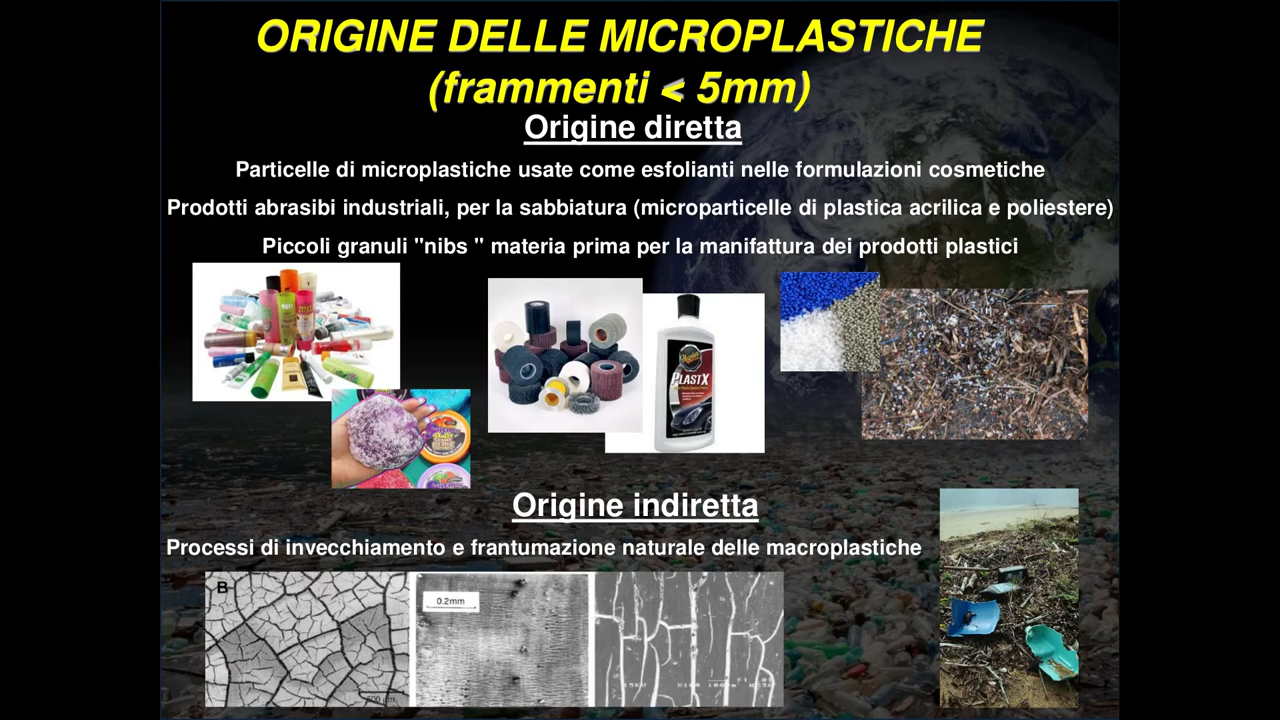 ORIGINE DELLE MICROPLASTICHE
(frammenti < 5mm)
Origine diretta
Particelle di microplastiche usate come esfolianti nelle formulazioni cosmetiche
Prodotti abrasibi industriali, per la sabbiatura (microparticelle di plastica acrilica e poliestere)
Piccoli granuli "nibs " materia prima per la manifattura dei prodotti plastici
PLASTX
Origine indiretta
Processi di invecchiamento e frantumazione naturale delle macroplastiche
B
0.2mm